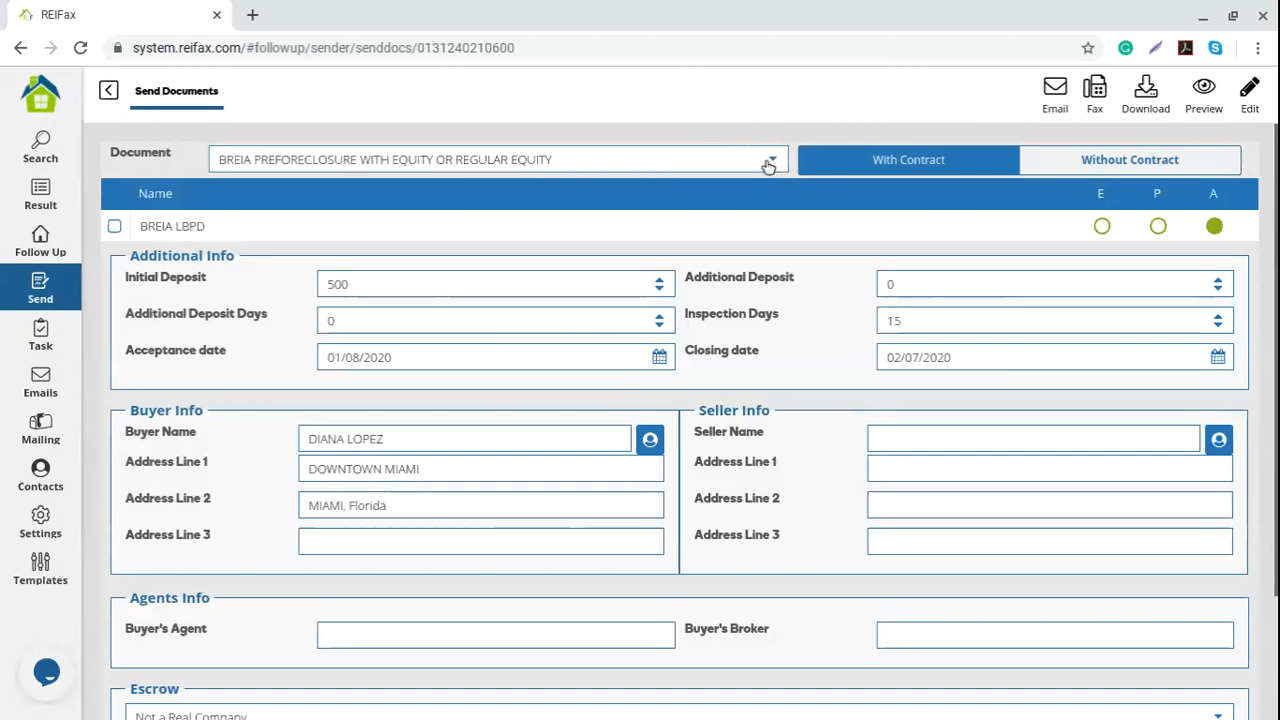 REIFax
system.reifax.com/#followup/sender/senddocs/0131240210600
Send Documents
Email Fax Download Preview Edit
Search
Result
Follow Up
Send
Task
Emails
Mailing
Contacts
Settings
Templates
Document BREIA PREFORECLOSURE WITH EQUITY OR REGULAR EQUITY With Contract Without Contract
Name E P A
BREIA LBPD
Additional Info
Initial Deposit 500 Additional Deposit 0
Additional Deposit Days 0 Inspection Days 15
Acceptance date 01/08/2020 Closing date 02/07/2020
Buyer Info Seller Info
Buyer Name DIANA LOPEZ Seller Name
Address Line 1 DOWNTOWN MIAMI Address Line 1
Address Line 2 MIAMI, Florida Address Line 2
Address Line 3 Address Line 3
Agents Info
Buyer's Agent Buyer's Broker
Escrow
Not a Real Company